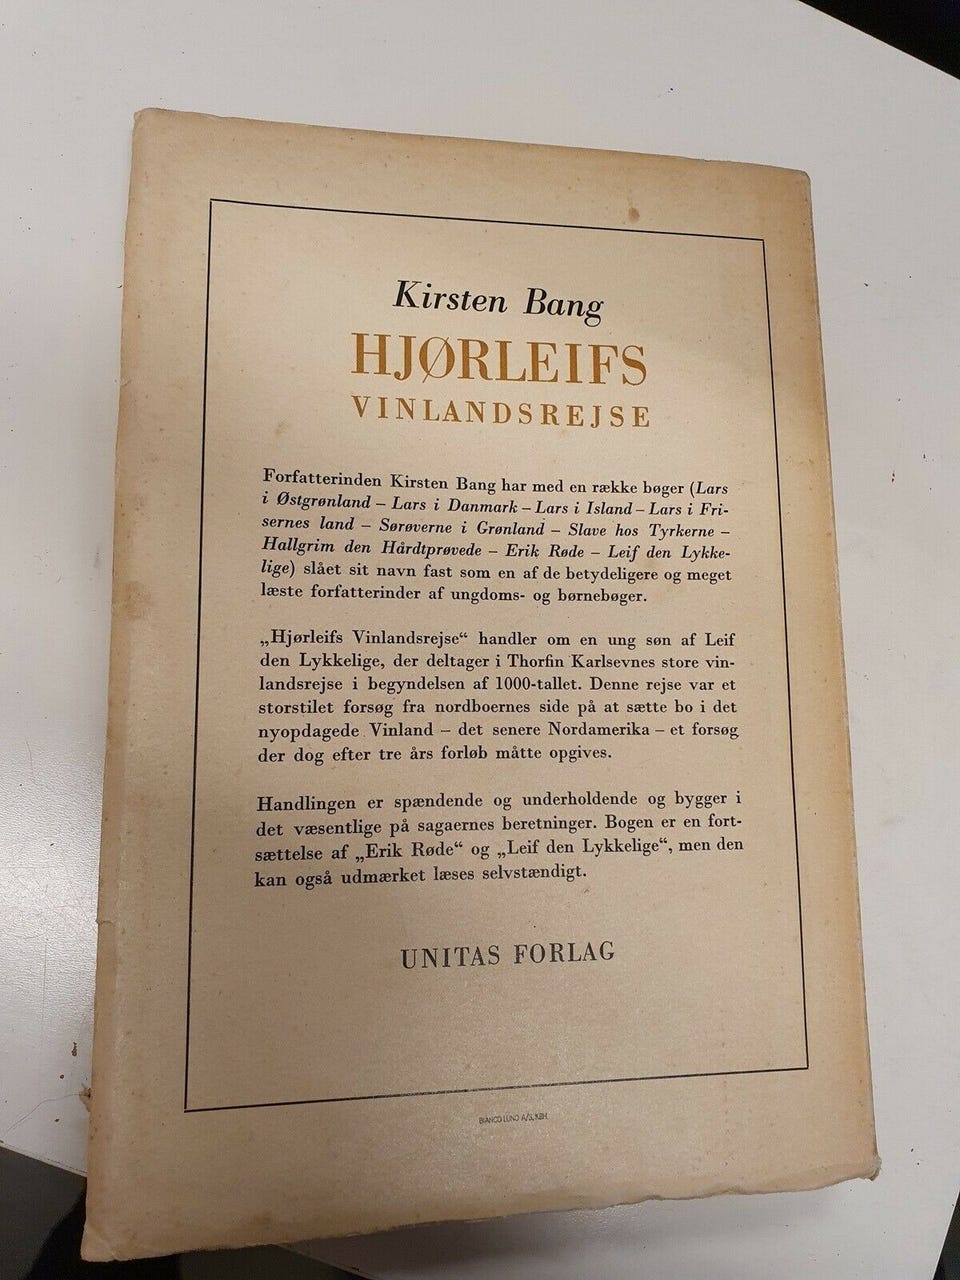 Kirsten Bang
HJØRLEIFS
VINLANDSREJSE
Forfatterinden Kirsten Bang har med en række bøger (Lars
i Østgrønland – Lars i Danmark – Lars i Island – Lars i Fri-
sernes land – Sørøverne i Grønland – Slave hos Tyrkerne –
Hallgrim den Hårdtprøvede – Erik Røde – Leif den Lykke-
lige) slået sit navn fast som en af de betydeligere og meget
læste forfatterinder af ungdoms- og børnebøger.
„Hjørleifs Vinlandsrejse“ handler om en ung søn af Leif
den Lykkelige, der deltager i Thorfin Karlsevnes store vin-
landsrejse i begyndelsen af 1000-tallet. Denne rejse var et
storstilet forsøg fra nordboernes side på at sætte bo i det
nyopdagede Vinland – det senere Nordamerika – et forsøg
der dog efter tre års forløb måtte opgives.
Handlingen er spændende og underholdende og bygger i
det væsentlige på sagaernes beretninger. Bogen er en fort-
sættelse af „Erik Røde“ og „Leif den Lykkelige“, men den
kan også udmærket læses selvstændigt.
UNITAS FORLAG
BIANCO LUNO A/S, KBH.